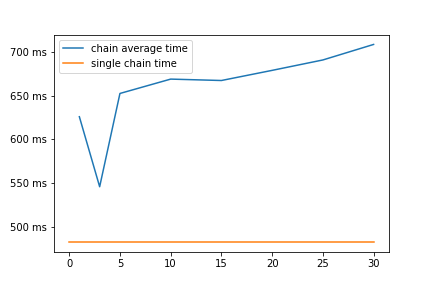 chain average time
single chain time
700 ms
650 ms
600 ms
550 ms
500 ms
0 5 10 15 20 25 30